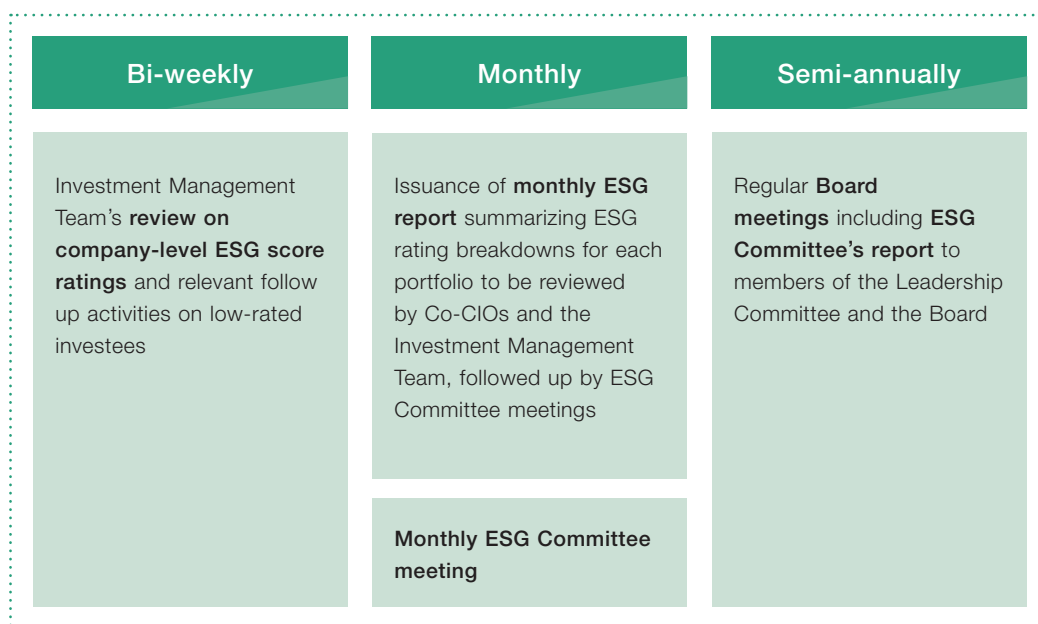 Bi-weekly
Investment Management
Team’s review on
company-level ESG score
ratings and relevant follow
up activities on low-rated
investees
Monthly
Issuance of monthly ESG
report summarizing ESG
rating breakdowns for each
portfolio to be reviewed
by Co-CIOs and the
Investment Management
Team, followed up by ESG
Committee meetings
Monthly ESG Committee
meeting
Semi-annually
Regular Board
meetings including ESG
Committee’s report to
members of the Leadership
Committee and the Board